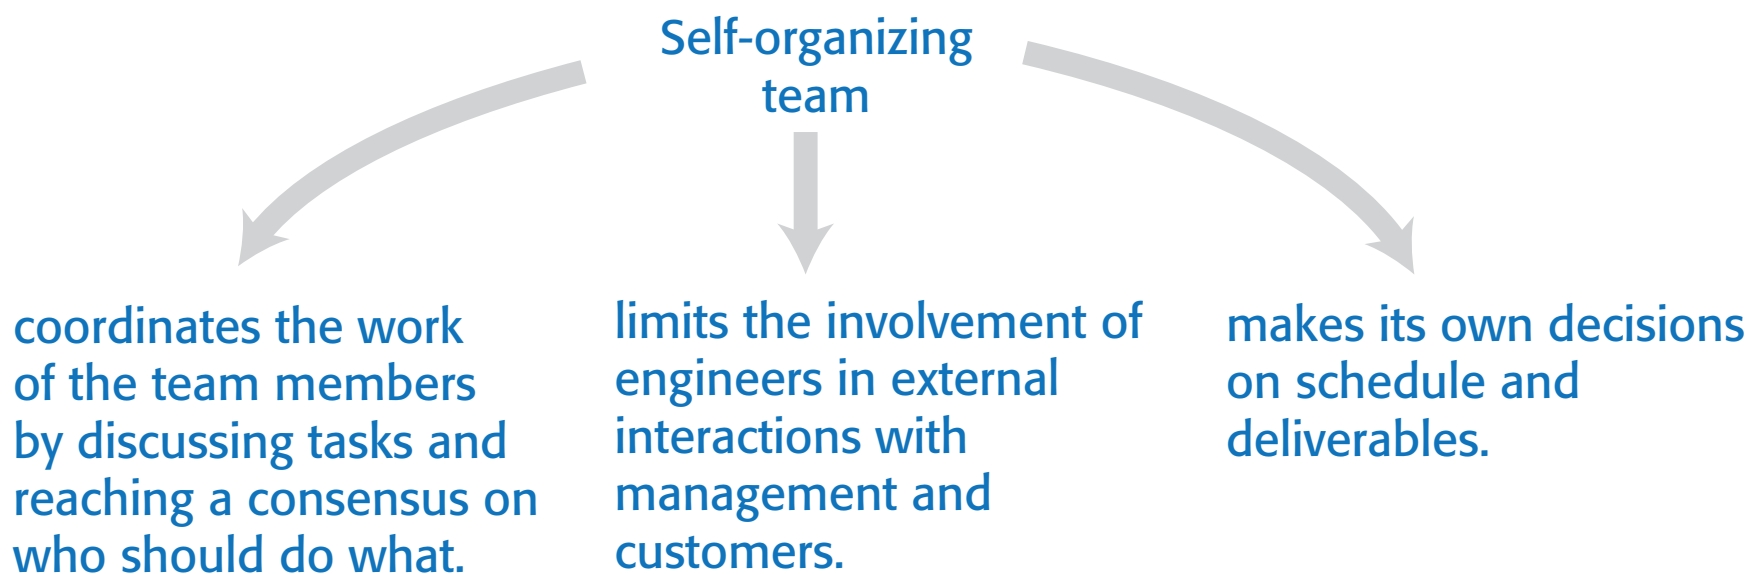 Self-organizing
team
coordinates the work
of the team members
by discussing tasks and
reaching a consensus on
who should do what.
limits the involvement of
engineers in external
interactions with
management and
customers.
makes its own decisions
on schedule and
deliverables.